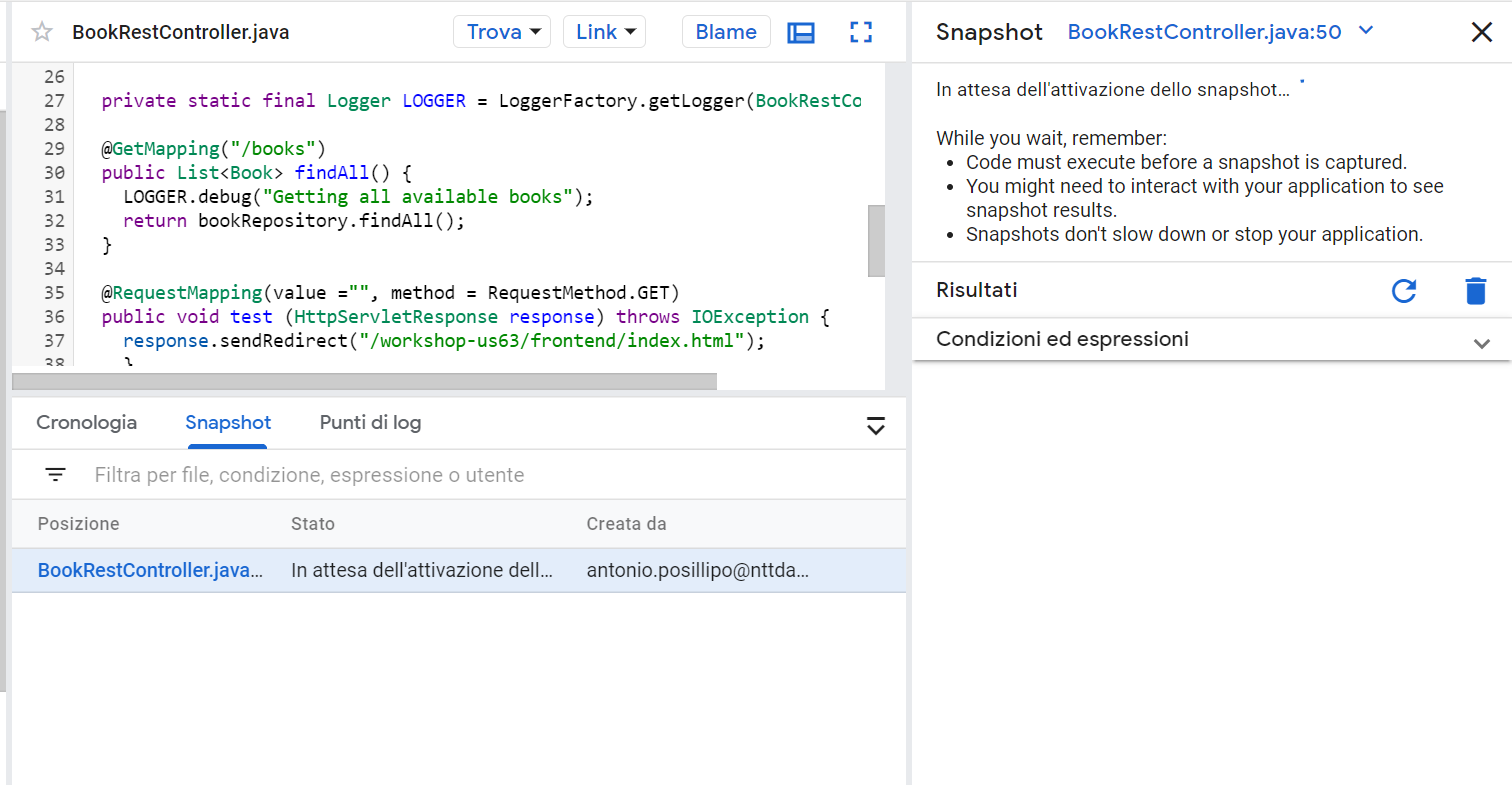 BookRestController.java
Trova
Link
Blame
26
27 private static final Logger LOGGER = LoggerFactory.getLogger(BookRestCo
28
29 @GetMapping("/books")
30 public List<Book> findAll() {
31 LOGGER.debug("Getting all available books");
32 return bookRepository.findAll();
33 }
34
35 @RequestMapping(value ="", method = RequestMethod.GET)
36 public void test (HttpServletResponse response) throws IOException {
37 response.sendRedirect("/workshop-us63/frontend/index.html");
38 }
Cronologia
Snapshot
Punti di log
Filtra per file, condizione, espressione o utente
Posizione Stato Creata da
BookRestController.java... In attesa dell'attivazione dell... antonio.posillipo@nttda...
Snapshot BookRestController.java:50
In attesa dell'attivazione dello snapshot...
While you wait, remember:
• Code must execute before a snapshot is captured.
• You might need to interact with your application to see
snapshot results.
• Snapshots don't slow down or stop your application.
Risultati
Condizioni ed espressioni